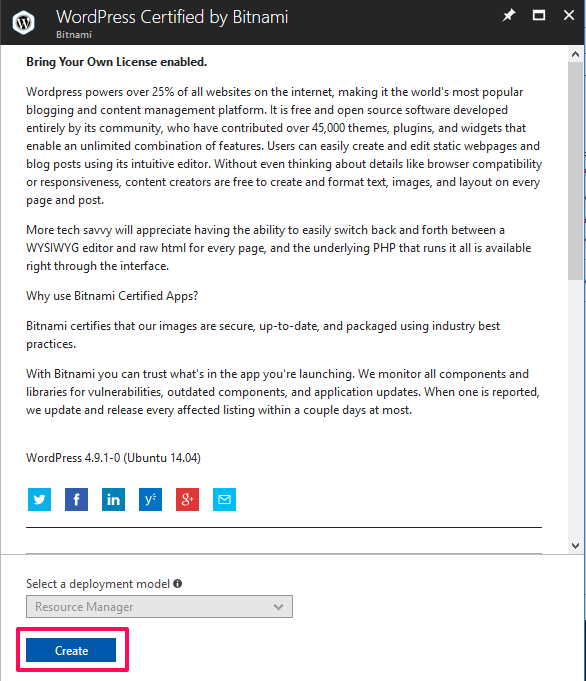 WordPress Certified by Bitnami
Bitnami
Bring Your Own License enabled.
Wordpress powers over 25% of all websites on the internet, making it the world's most popular
blogging and content management platform. It is free and open source software developed
entirely by its community, who have contributed over 45,000 themes, plugins, and widgets that
enable an unlimited combination of features. Users can easily create and edit static webpages and
blog posts using its intuitive editor. Without even thinking about details like browser compatibility
or responsiveness, content creators are free to create and format text, images, and layout on every
page and post.
More tech savvy will appreciate having the ability to easily switch back and forth between a
WYSIWYG editor and raw html for every page, and the underlying PHP that runs it all is available
right through the interface.
Why use Bitnami Certified Apps?
Bitnami certifies that our images are secure, up-to-date, and packaged using industry best
practices.
With Bitnami you can trust what's in the app you're launching. We monitor all components and
libraries for vulnerabilities, outdated components, and application updates. When one is reported,
we update and release every affected listing within a couple days at most.
WordPress 4.9.1-0 (Ubuntu 14.04)
Select a deployment model
Resource Manager
Create